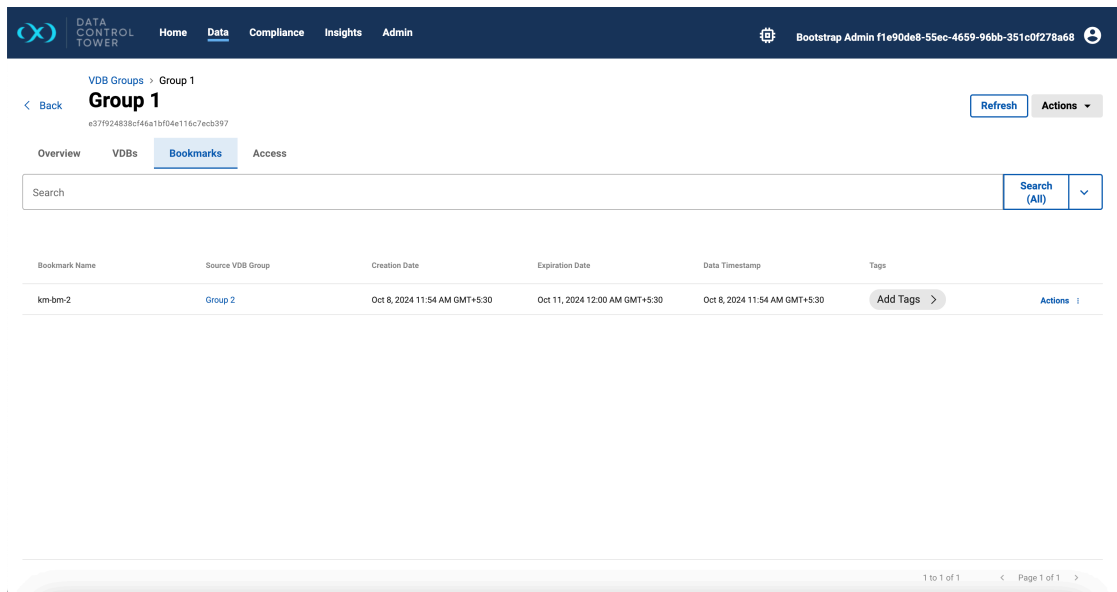 DATA
CONTROL
TOWER
Home Data Compliance Insights Admin
Bootstrap Admin f1e90de8-55ec-4659-96bb-351c0f278a68
VDB Groups > Group 1
Back
Group 1
e37f924838cf46a1bf04e116c7ecb397
Refresh
Actions
Overview VDBs Bookmarks Access
Search
Search
(All)
Bookmark Name Source VDB Group Creation Date Expiration Date Data Timestamp Tags
km-bm-2 Group 2 Oct 8, 2024 11:54 AM GMT+5:30 Oct 11, 2024 12:00 AM GMT+5:30 Oct 8, 2024 11:54 AM GMT+5:30 Add Tags Actions
1 to 1 of 1 Page 1 of 1